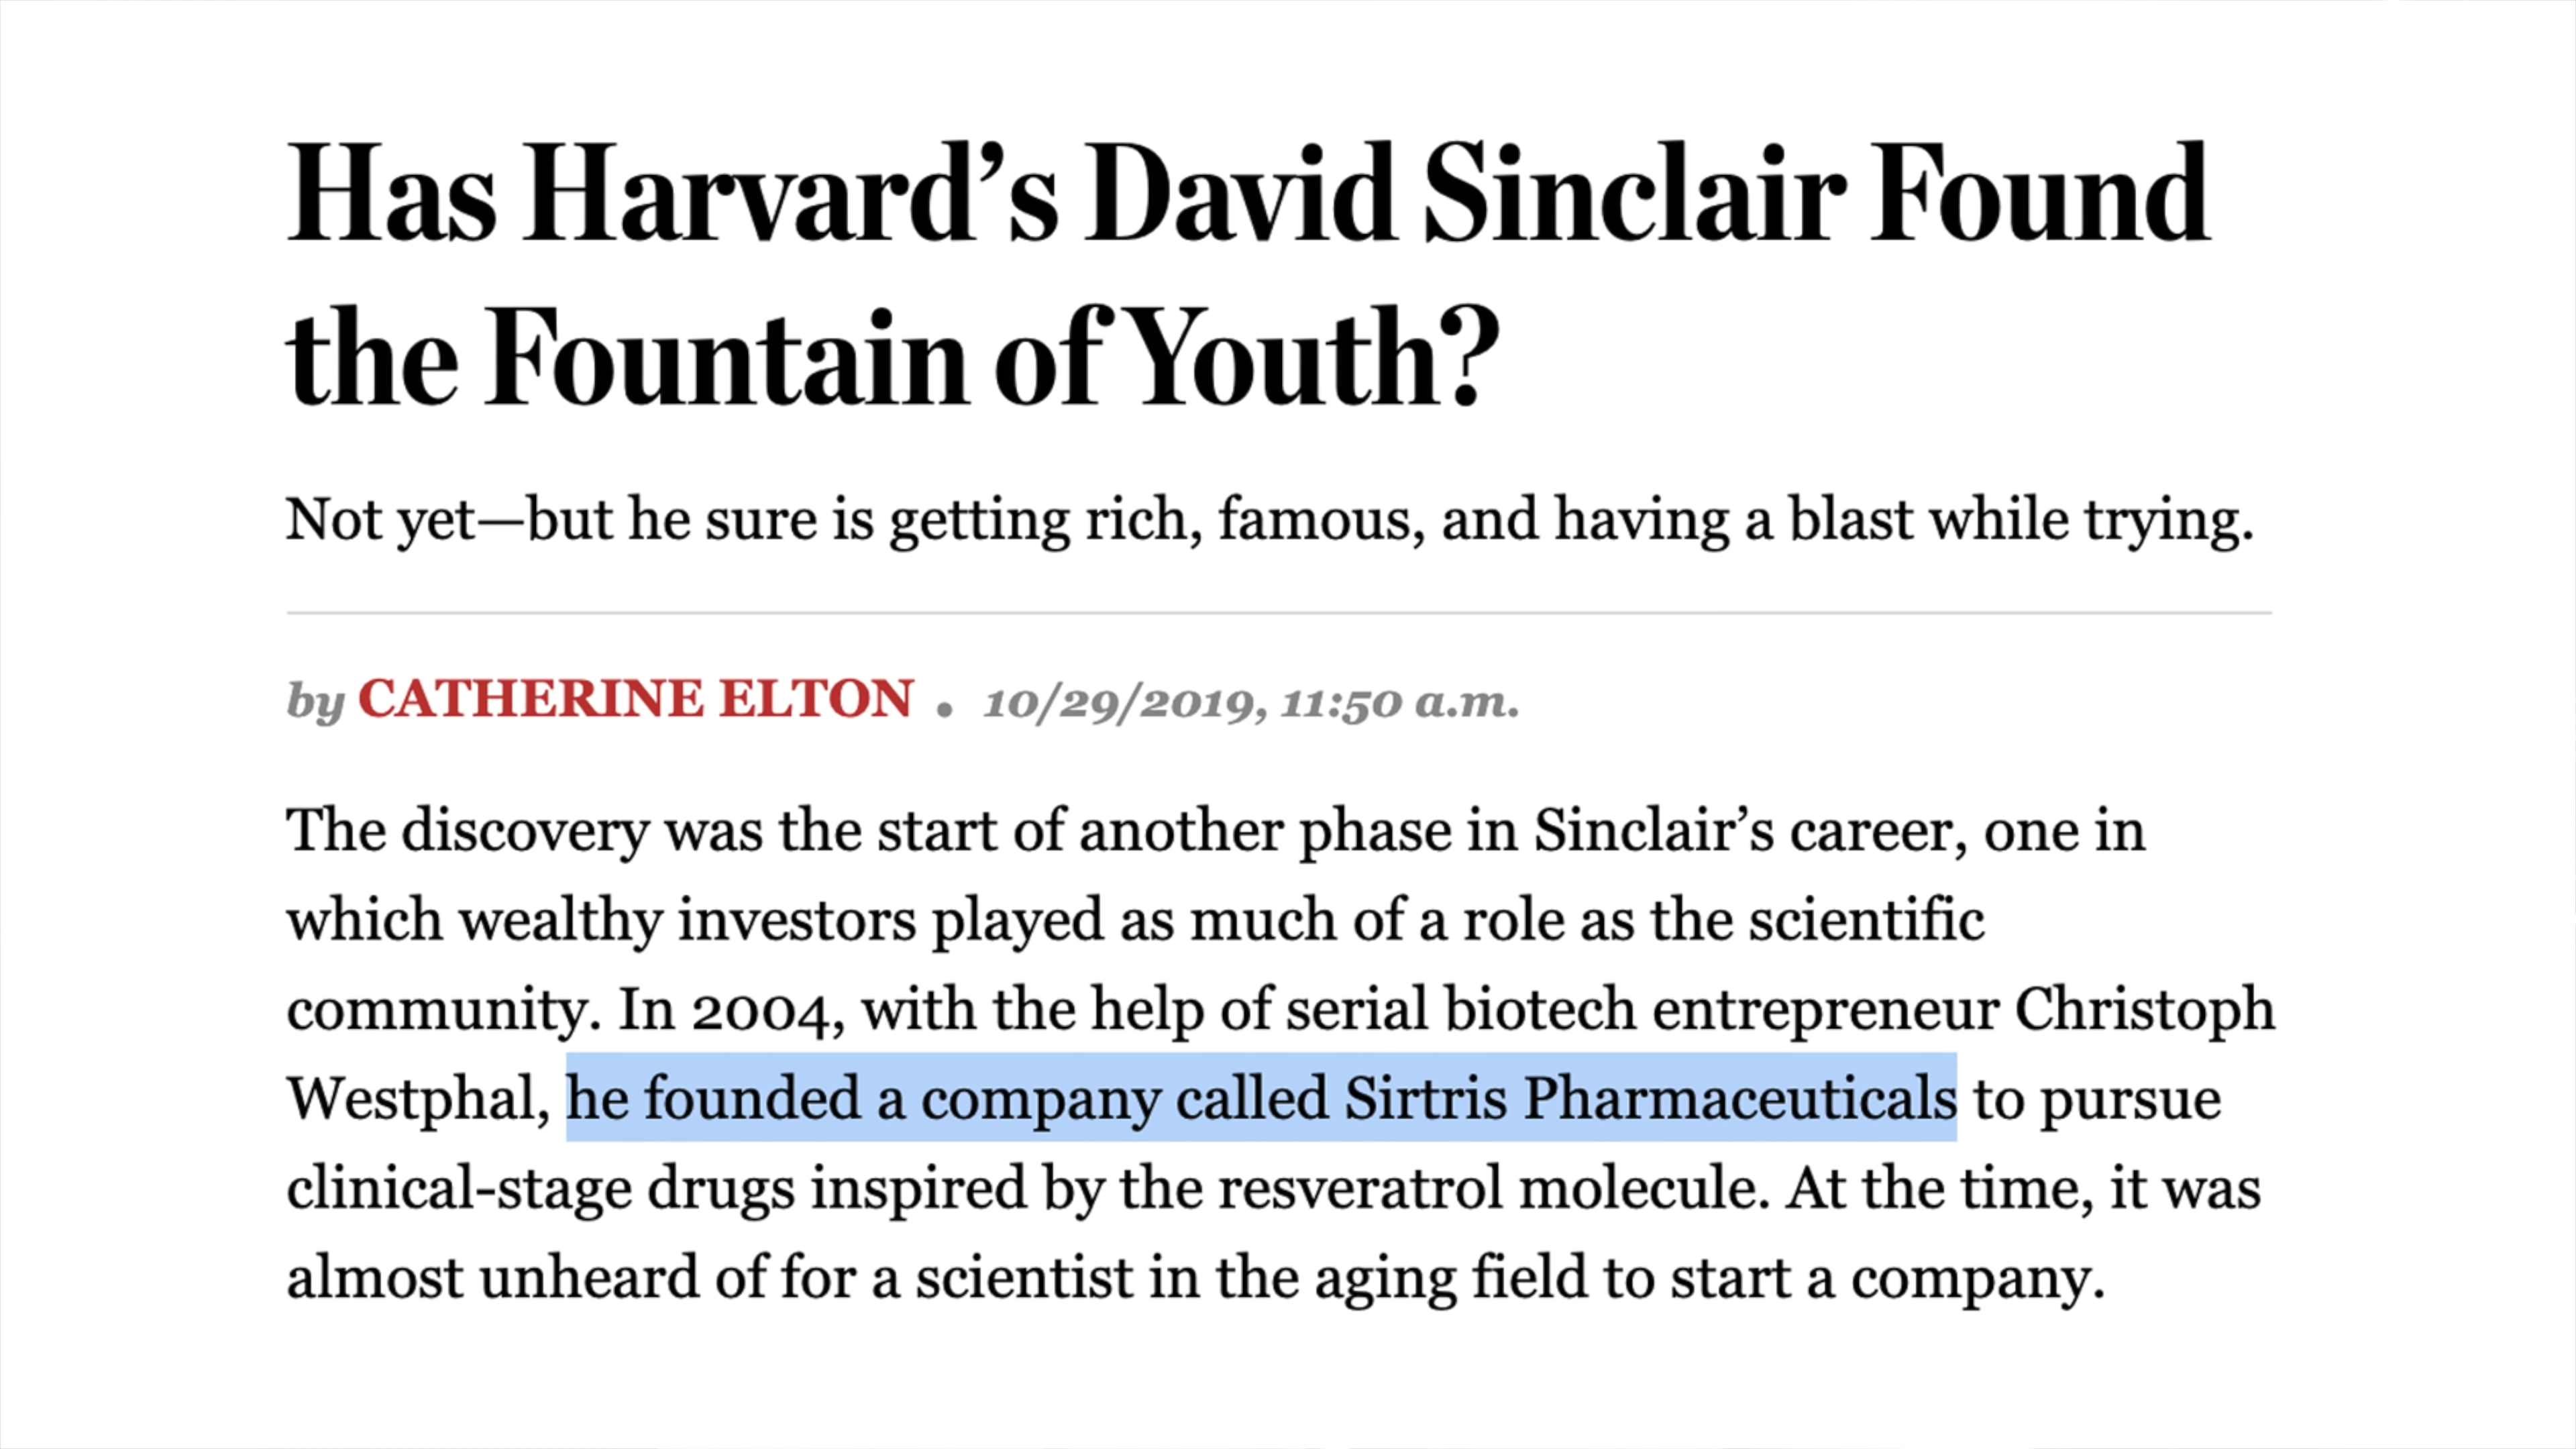 Has Harvard’s David Sinclair Found
the Fountain of Youth?
Not yet—but he sure is getting rich, famous, and having a blast while trying.
by CATHERINE ELTON • 10/29/2019, 11:50 a.m.
The discovery was the start of another phase in Sinclair’s career, one in
which wealthy investors played as much of a role as the scientific
community. In 2004, with the help of serial biotech entrepreneur Christoph
Westphal, he founded a company called Sirtris Pharmaceuticals to pursue
clinical-stage drugs inspired by the resveratrol molecule. At the time, it was
almost unheard of for a scientist in the aging field to start a company.